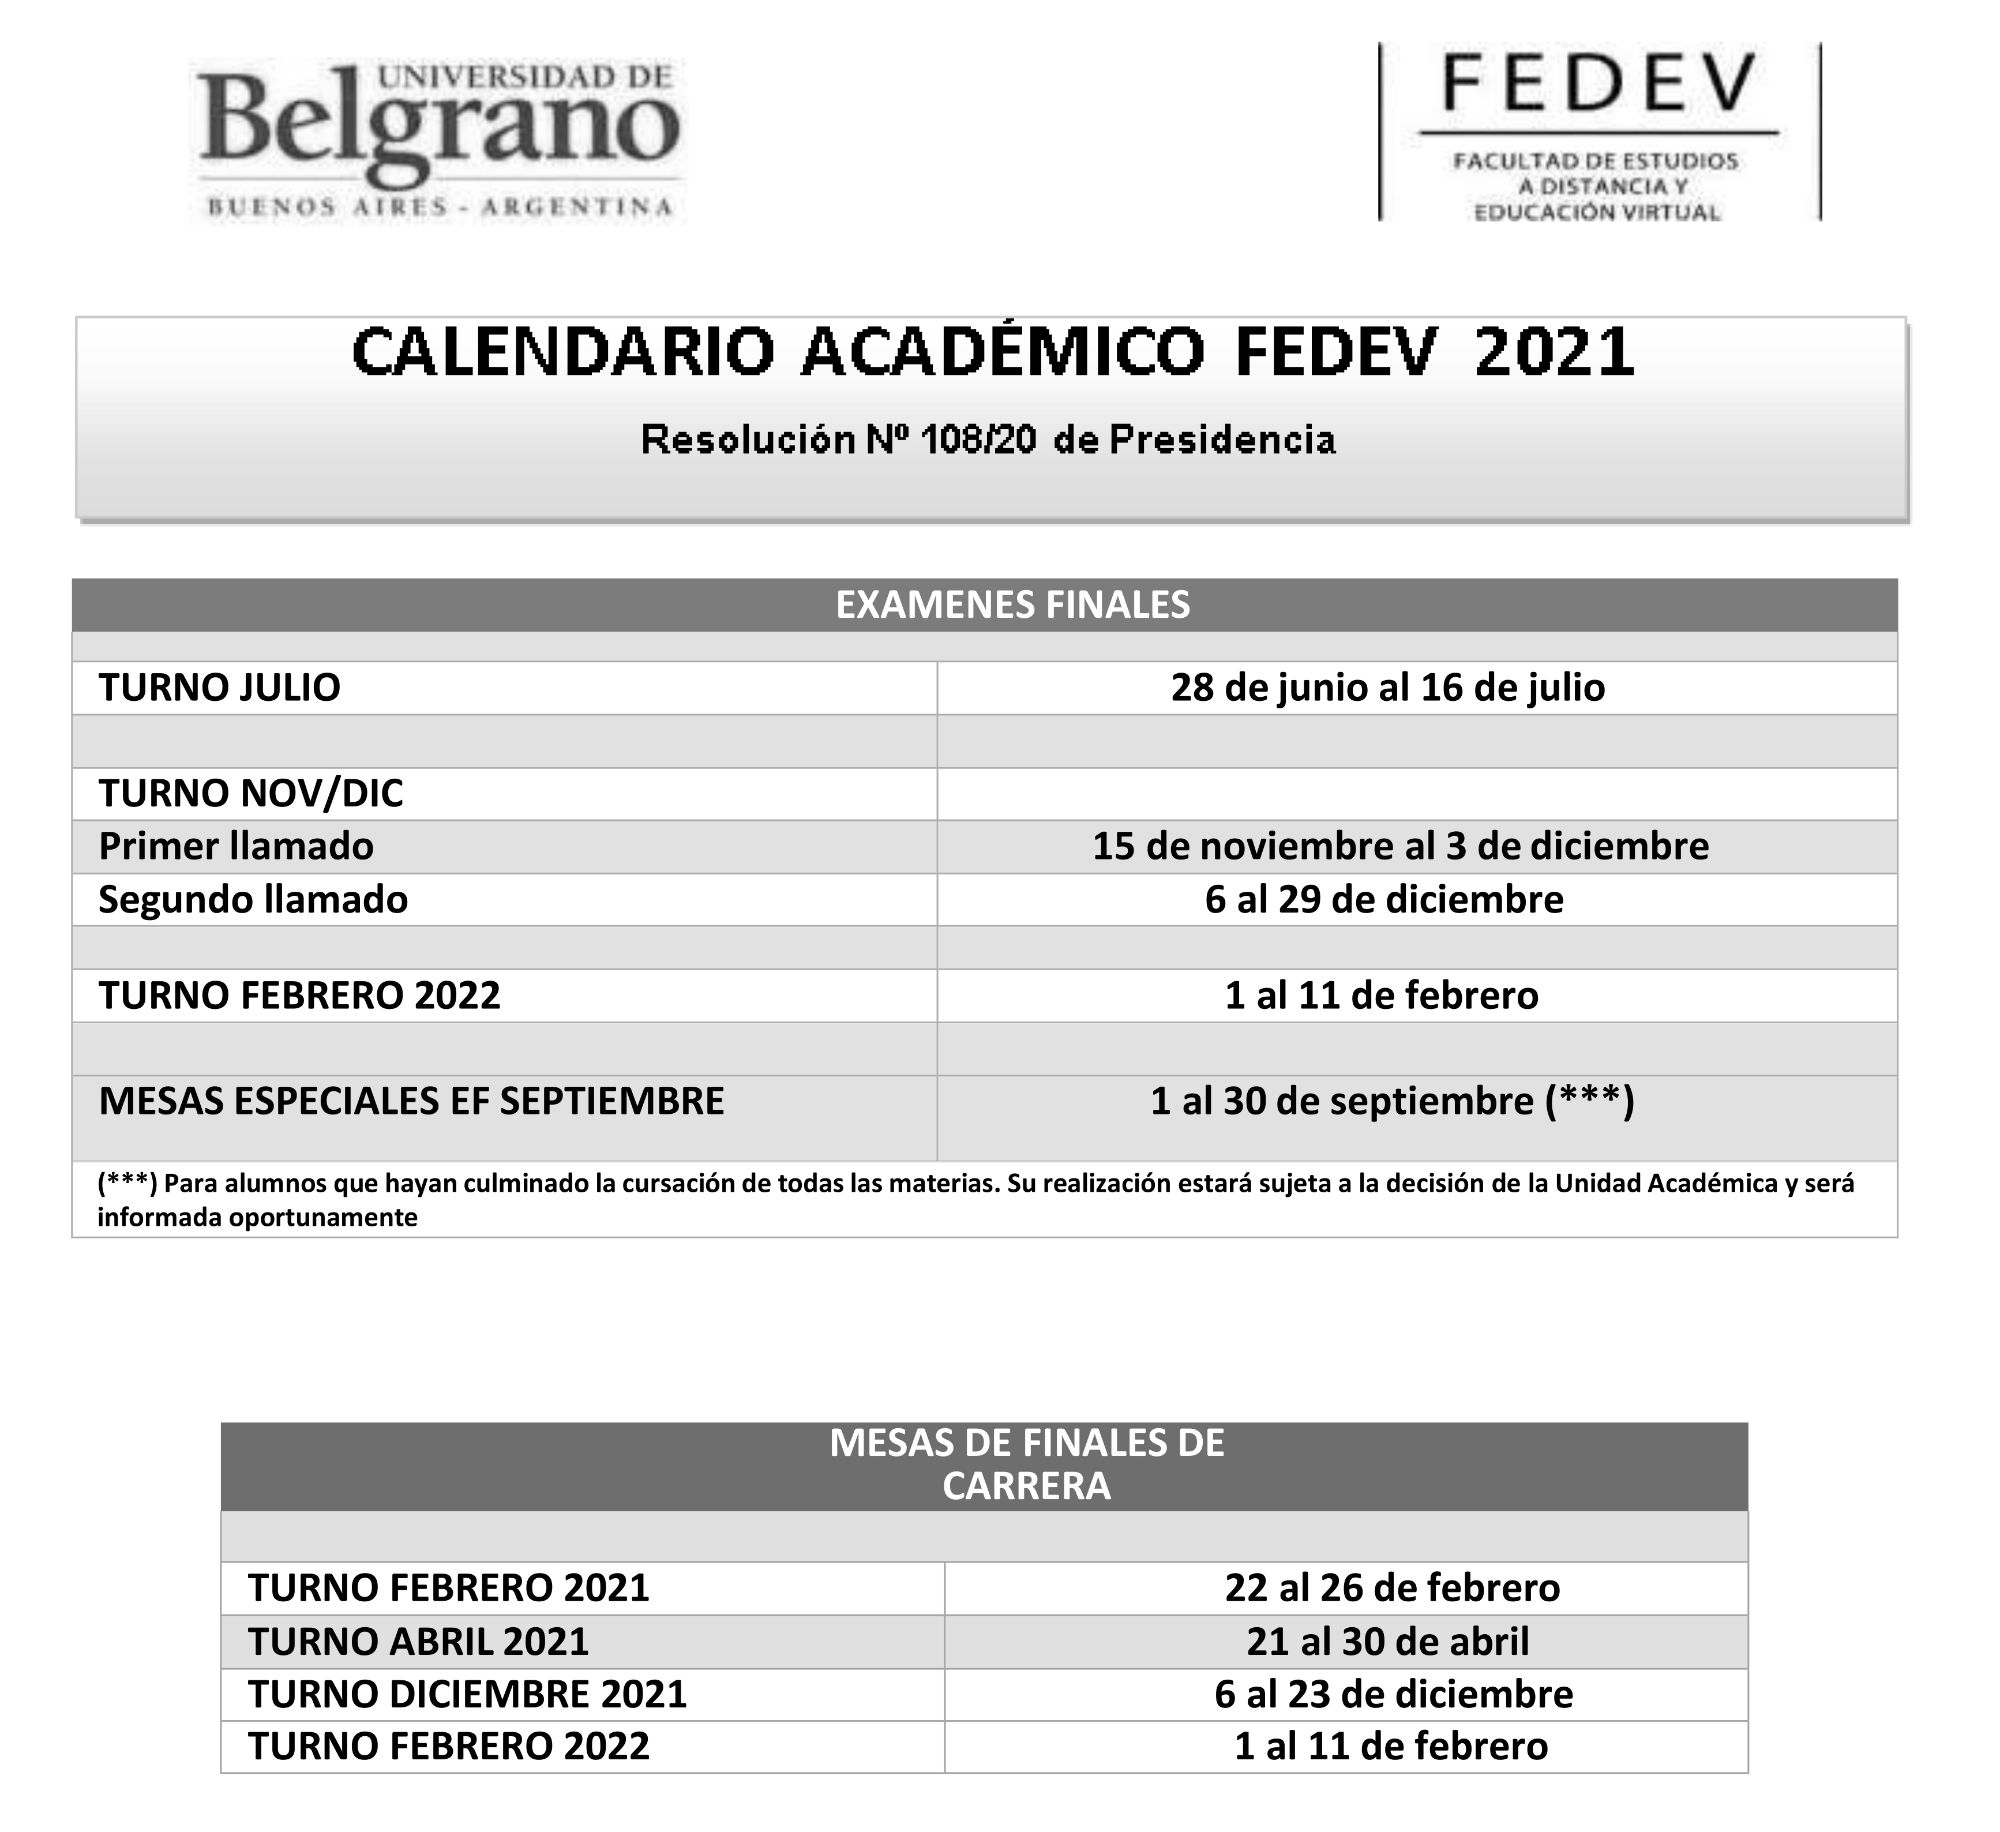 UNIVERSIDAD DE
Belgrano
BUENOS AIRES - ARGENTINA
FEDEV
FACULTAD DE ESTUDIOS
A DISTANCIA Y
EDUCACIÓN VIRTUAL
CALENDARIO ACADÉMICO FEDEV 2021
Resolución Nº 108/20 de Presidencia
EXAMENES FINALES
TURNO JULIO 28 de junio al 16 de julio
TURNO NOV/DIC
Primer llamado 15 de noviembre al 3 de diciembre
Segundo llamado 6 al 29 de diciembre
TURNO FEBRERO 2022 1 al 11 de febrero
MESAS ESPECIALES EF SEPTIEMBRE 1 al 30 de septiembre (***)
(***) Para alumnos que hayan culminado la cursación de todas las materias. Su realización estará sujeta a la decisión de la Unidad Académica y será
informada oportunamente
MESAS DE FINALES DE
CARRERA
TURNO FEBRERO 2021 22 al 26 de febrero
TURNO ABRIL 2021 21 al 30 de abril
TURNO DICIEMBRE 2021 6 al 23 de diciembre
TURNO FEBRERO 2022 1 al 11 de febrero